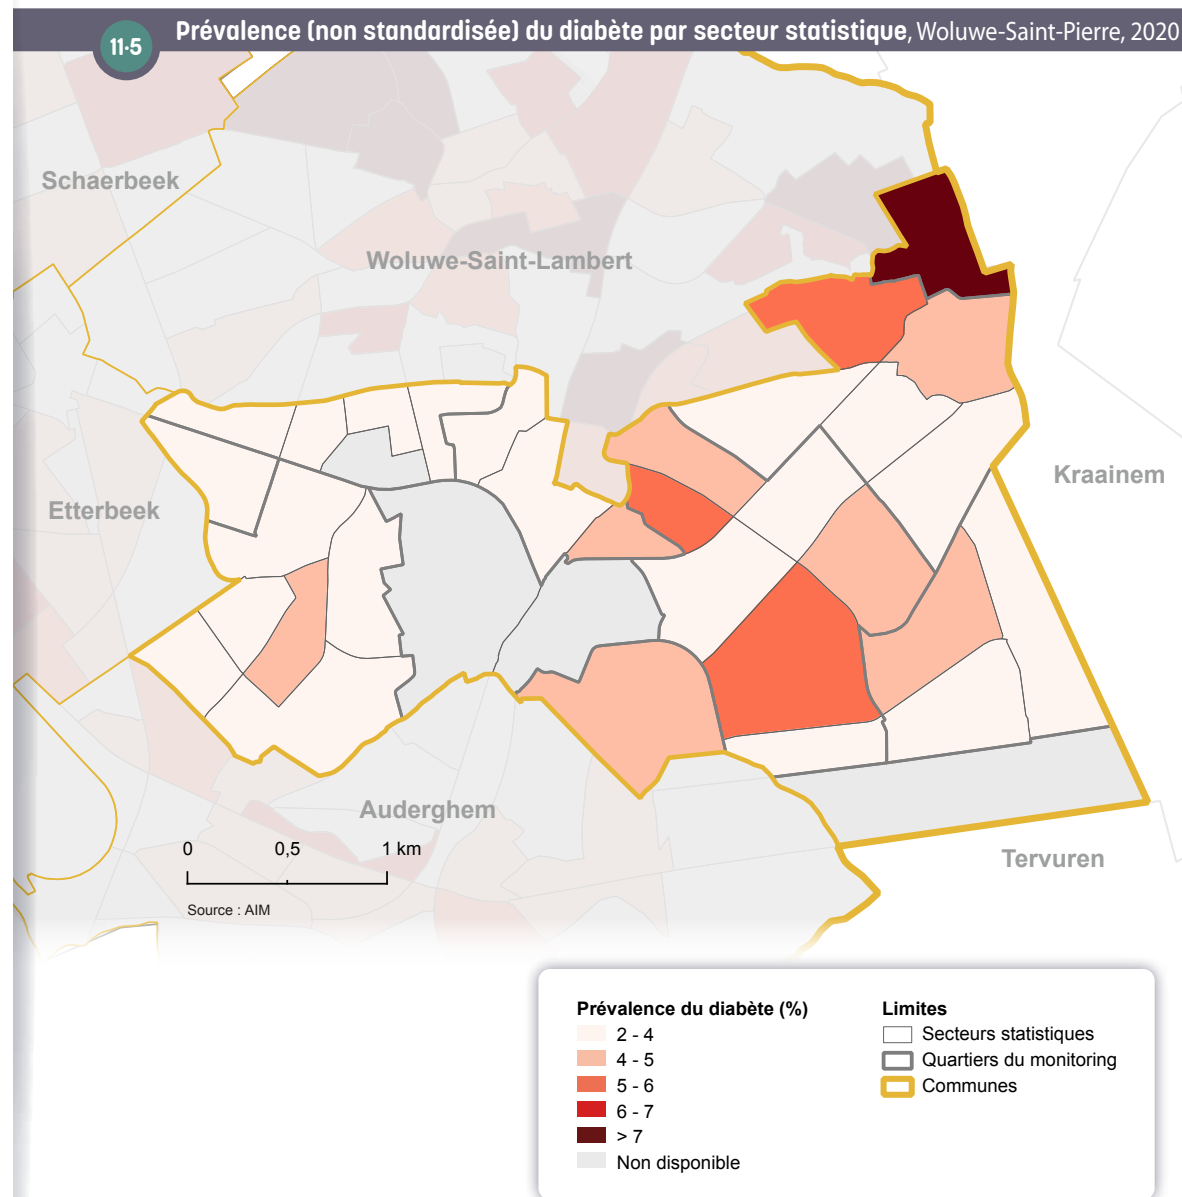 11·5
Prévalence (non standardisée) du diabète par secteur statistique, Woluwe-Saint-Pierre, 2020
Schaerbeek
Woluwe-Saint-Lambert
Kraainem
Etterbeek
Auderghem
Tervuren
0 0,5 1 km
Source : AIM
Prévalence du diabète (%)
2 - 4
4 - 5
5 - 6
6 - 7
> 7
Non disponible
Limites
Secteurs statistiques
Quartiers du monitoring
Communes